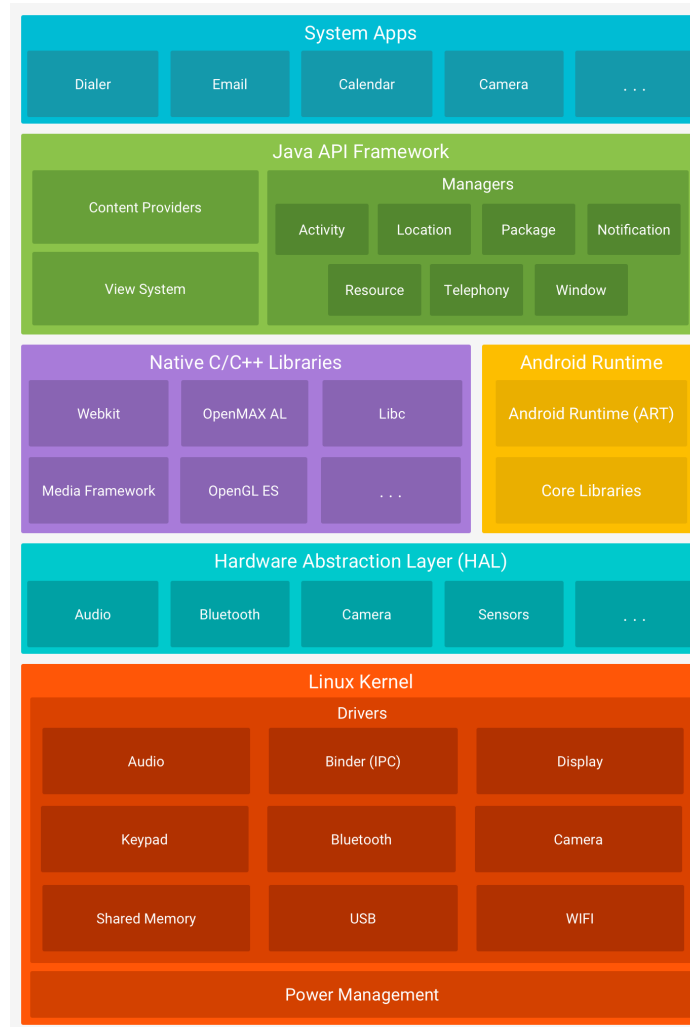 System Apps
Dialer
Email
Calendar
Camera
. . .
Java API Framework
Content Providers
View System
Managers
Activity
Location
Package
Notification
Resource
Telephony
Window
Native C/C++ Libraries
Webkit
OpenMAX AL
Libc
Media Framework
OpenGL ES
. . .
Android Runtime
Android Runtime (ART)
Core Libraries
Hardware Abstraction Layer (HAL)
Audio
Bluetooth
Camera
Sensors
. . .
Linux Kernel
Drivers
Audio
Binder (IPC)
Display
Keypad
Bluetooth
Camera
Shared Memory
USB
WIFI
Power Management